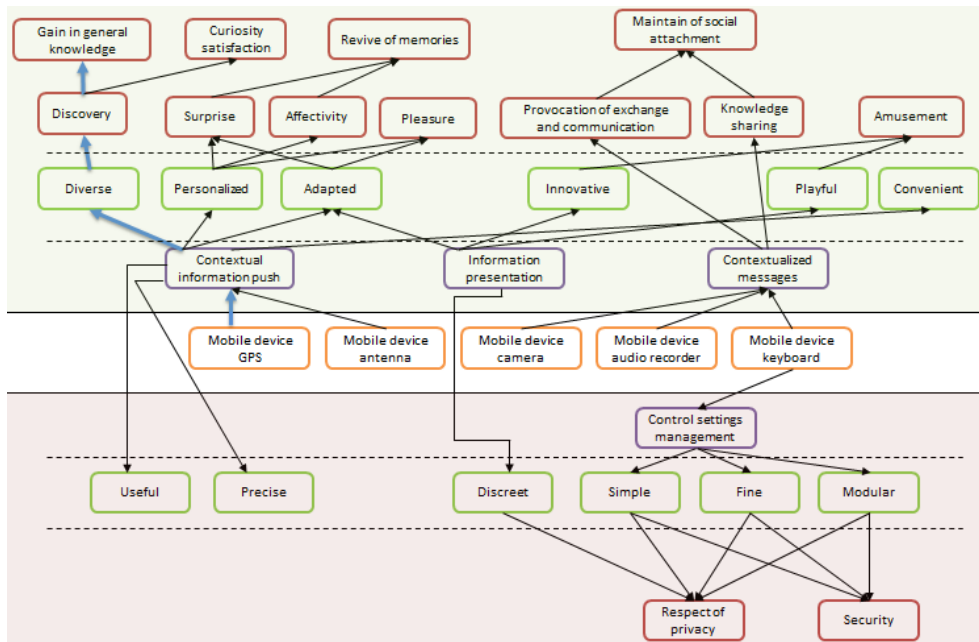 Gain in general
knowledge
Curiosity
satisfaction
Revive of memories
Maintain of social
attachment
Discovery
Surprise
Affectivity
Pleasure
Provocation of exchange
and communication
Knowledge
sharing
Amusement
Diverse
Personalized
Adapted
Innovative
Playful
Convenient
Contextual
information push
Information
presentation
Contextualized
messages
Mobile device
GPS
Mobile device
antenna
Mobile device
camera
Mobile device
audio recorder
Mobile device
keyboard
Control settings
management
Useful
Precise
Discreet
Simple
Fine
Modular
Respect of
privacy
Security